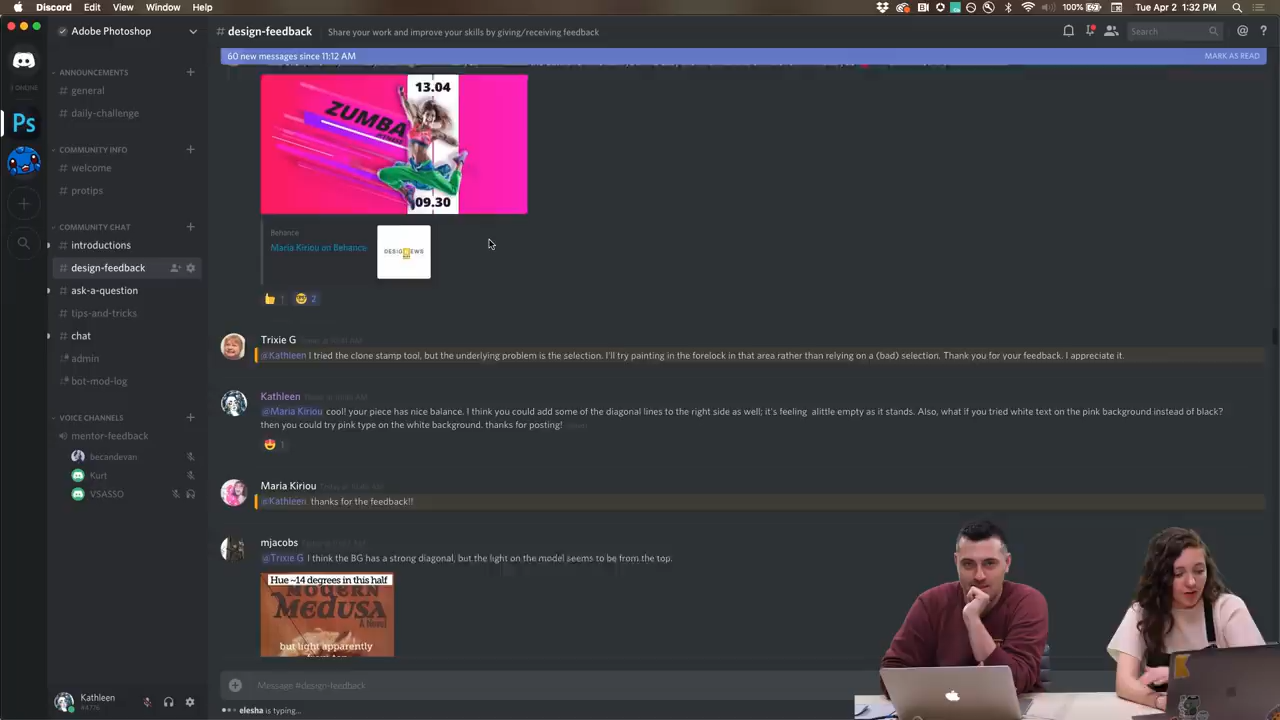 Discord Edit View Window Help
100% Tue Apr 2 1:32 PM
Adobe Photoshop
# design-feedback Share your work and improve your skills by giving/receiving feedback
Search
60 new messages since 11:12 AM
MARK AS READ
1 ONLINE
Ps
ANNOUNCEMENTS
# general
# daily-challenge
COMMUNITY INFO
# welcome
# protips
COMMUNITY CHAT
# introductions
# design-feedback
# ask-a-question
# tips-and-tricks
# chat
admin
bot-mod-log
VOICE CHANNELS
mentor-feedback
becandevan
Kurt
VSASSO
Kathleen
13.04
ZUMBA
09.30
Behance
Maria Kiriou on Behance
1
2
Trixie G
@Kathleen I tried the clone stamp tool, but the underlying problem is the selection. I'll try painting in the forelock in that area rather than relying on a (bad) selection. Thank you for your feedback. I appreciate it.
Kathleen
@Maria Kiriou cool! your piece has nice balance. I think you could add some of the diagonal lines to the right side as well; it's feeling alittle empty as it stands. Also, what if you tried white text on the pink background instead of black?
then you could try pink type on the white background. thanks for posting!
1
Maria Kiriou
@Kathleen thanks for the feedback!!
mjacobs
@Trixie G I think the BG has a strong diagonal, but the light on the model seems to be from the top.
Hue ~14 degrees in this half
MODERN
MEDUSA
A Novel
but light apparently
Message #design-feedback
elesha is typing...